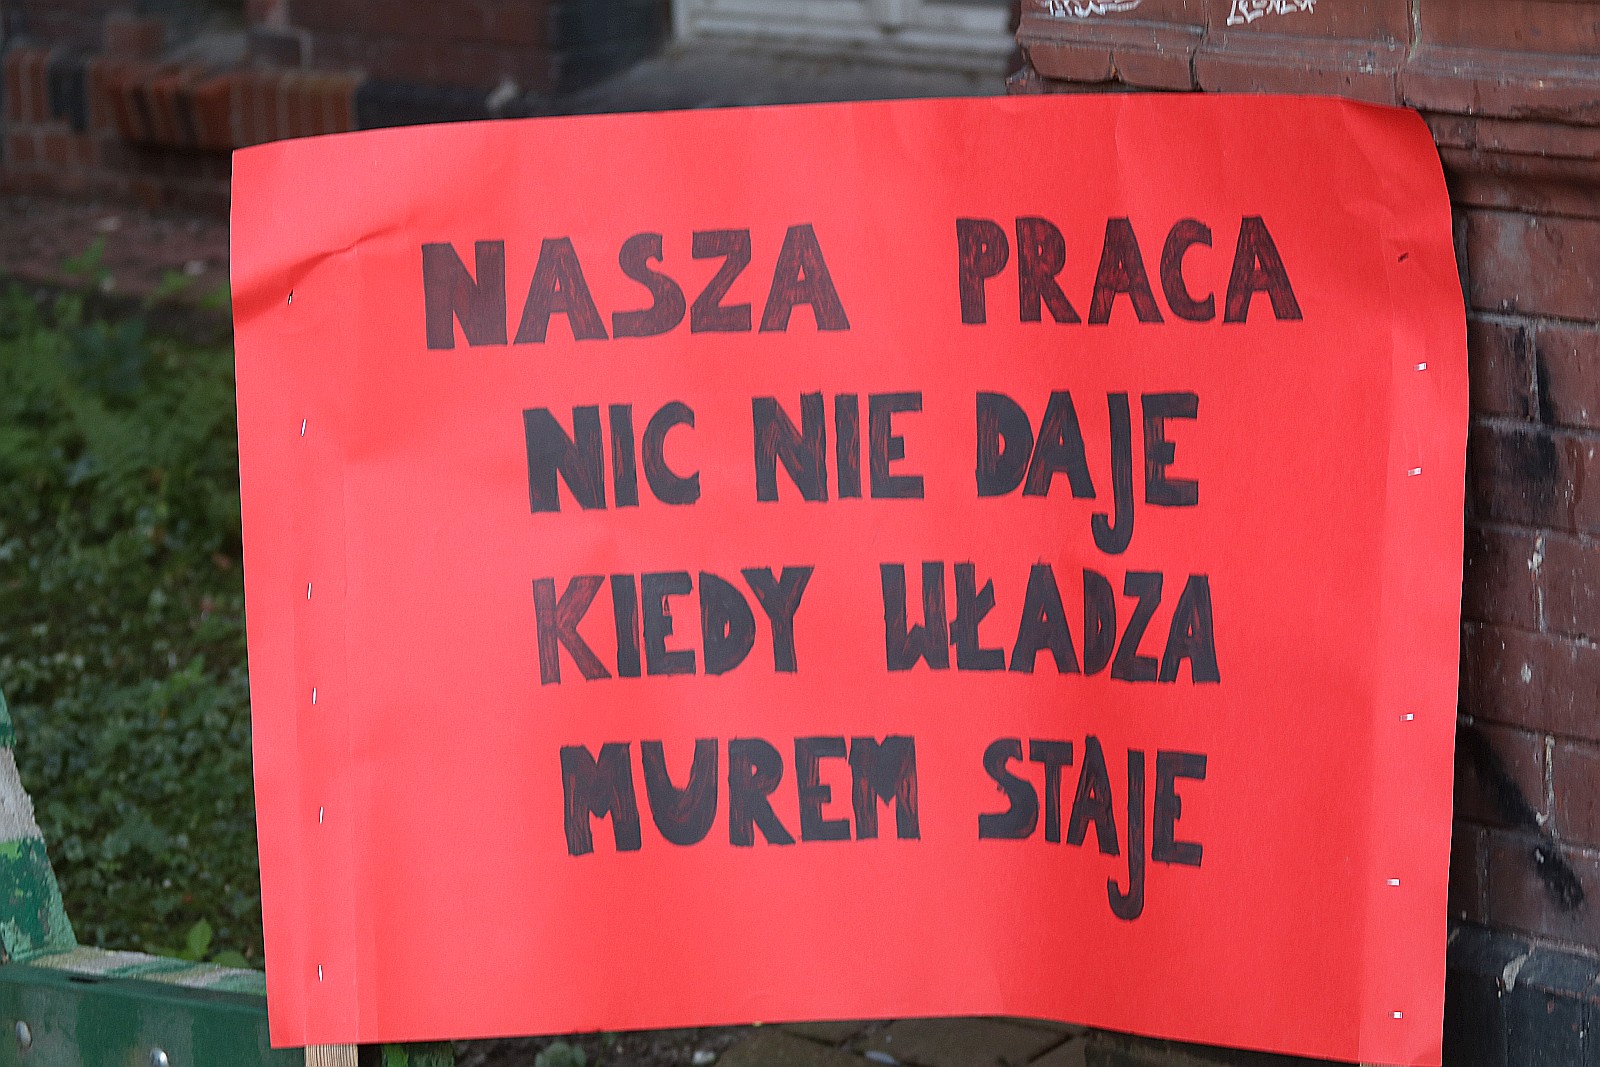 NASZA PRACA
NIC NIE DAJE
KIEDY WŁADZA
MUREM STAJE